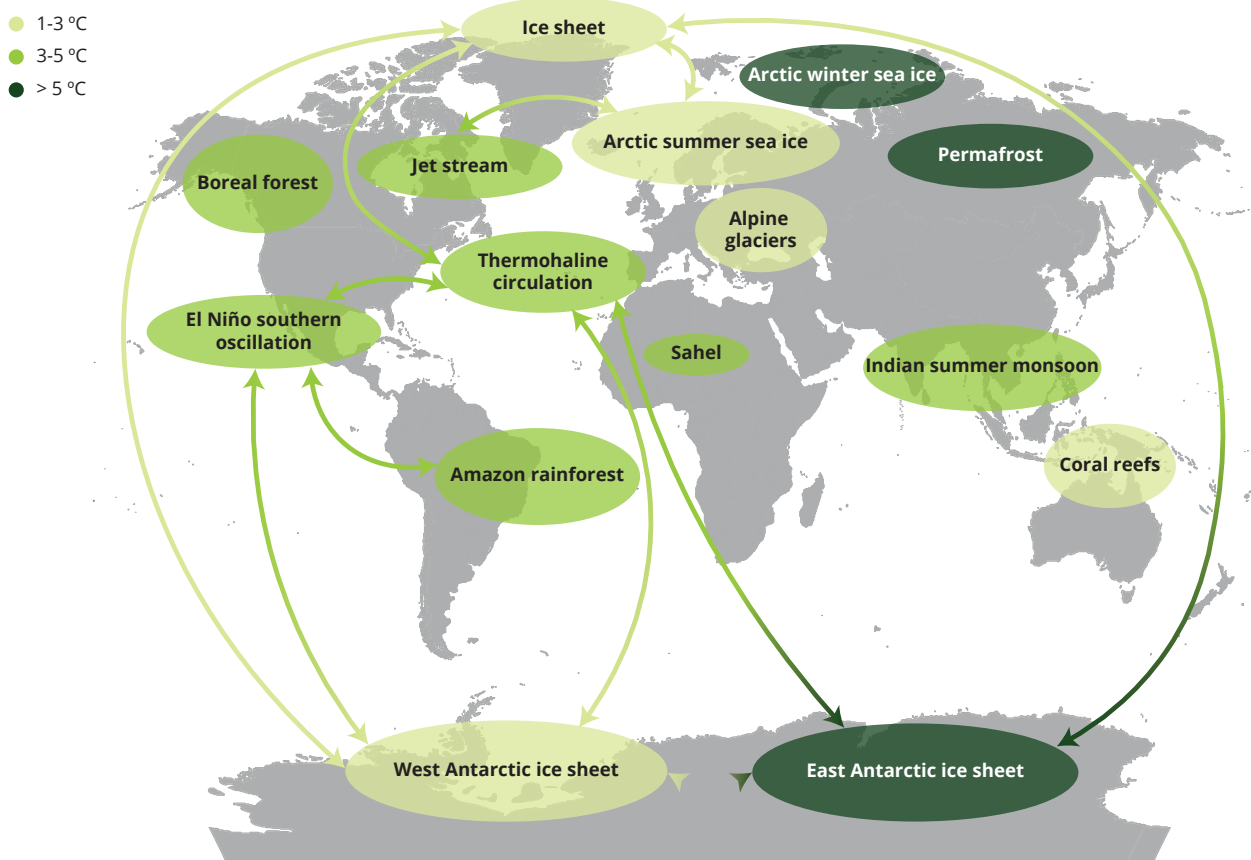 1-3 ºC
3-5 ºC
> 5 ºC
Ice sheet
Arctic winter sea ice
Arctic summer sea ice
Permafrost
Jet stream
Boreal forest
Alpine
glaciers
Thermohaline
circulation
El Niño southern
oscillation
Sahel
Indian summer monsoon
Coral reefs
Amazon rainforest
West Antarctic ice sheet
East Antarctic ice sheet